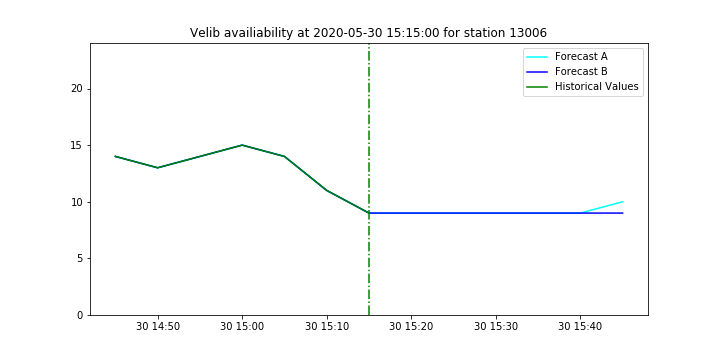 Velib availiability at 2020-05-30 15:15:00 for station 13006
Forecast A
Forecast B
Historical Values
20
15
10
5
0
30 14:50
30 15:00
30 15:10
30 15:20
30 15:30
30 15:40